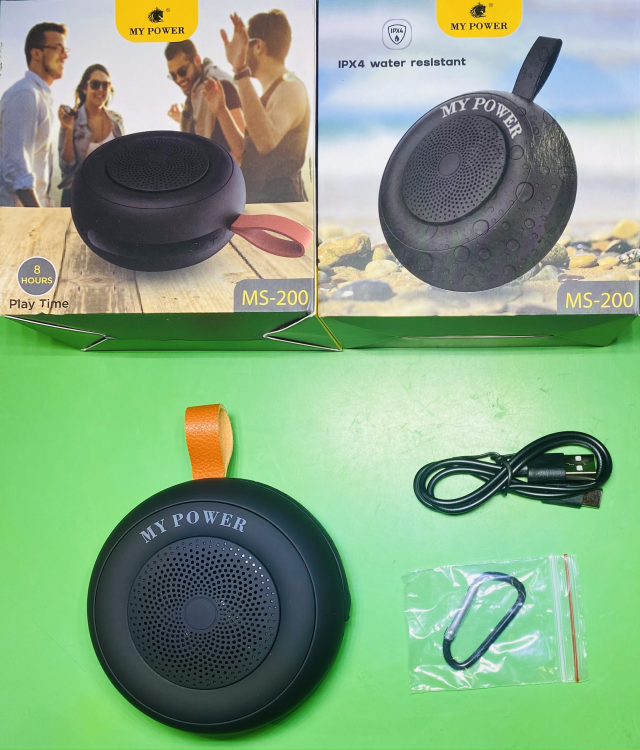 MY POWER
8
HOURS
Play Time
MS-200
MY POWER
IPX4
IPX4 water resistant
MY POWER
MS-200
MY POWER